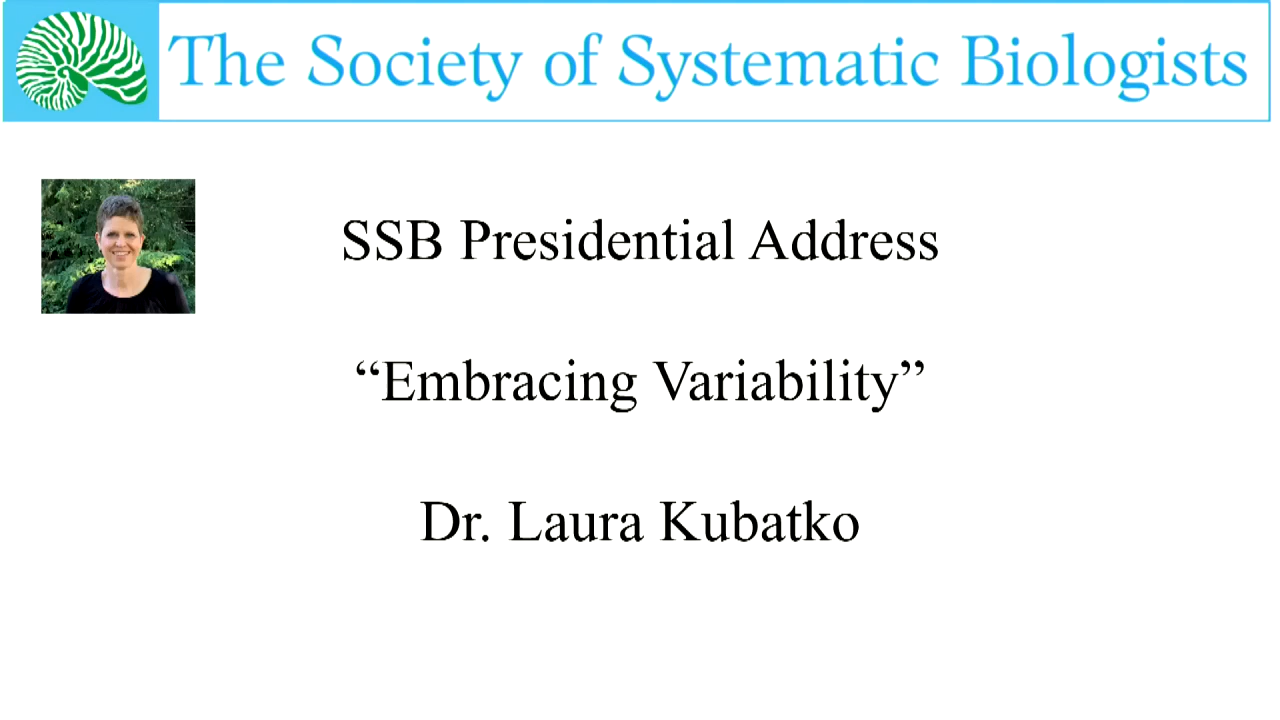 The Society of Systematic Biologists
SSB Presidential Address
“Embracing Variability”
Dr. Laura Kubatko